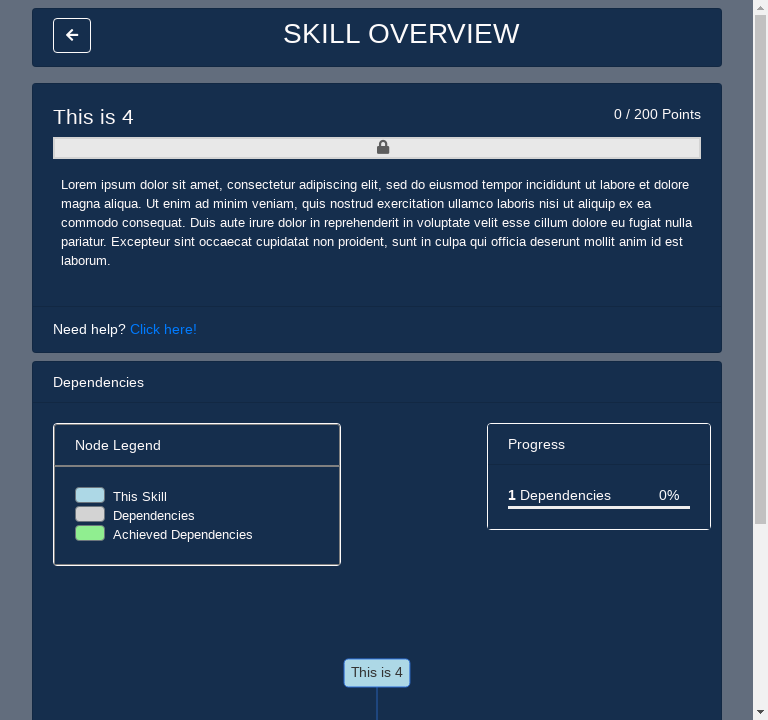 SKILL OVERVIEW
This is 4
0 / 200 Points
Lorem ipsum dolor sit amet, consectetur adipiscing elit, sed do eiusmod tempor incididunt ut labore et dolore
magna aliqua. Ut enim ad minim veniam, quis nostrud exercitation ullamco laboris nisi ut aliquip ex ea
commodo consequat. Duis aute irure dolor in reprehenderit in voluptate velit esse cillum dolore eu fugiat nulla
pariatur. Excepteur sint occaecat cupidatat non proident, sunt in culpa qui officia deserunt mollit anim id est
laborum.
Need help? Click here!
Dependencies
Node Legend
This Skill
Dependencies
Achieved Dependencies
Progress
1 Dependencies 0%
This is 4